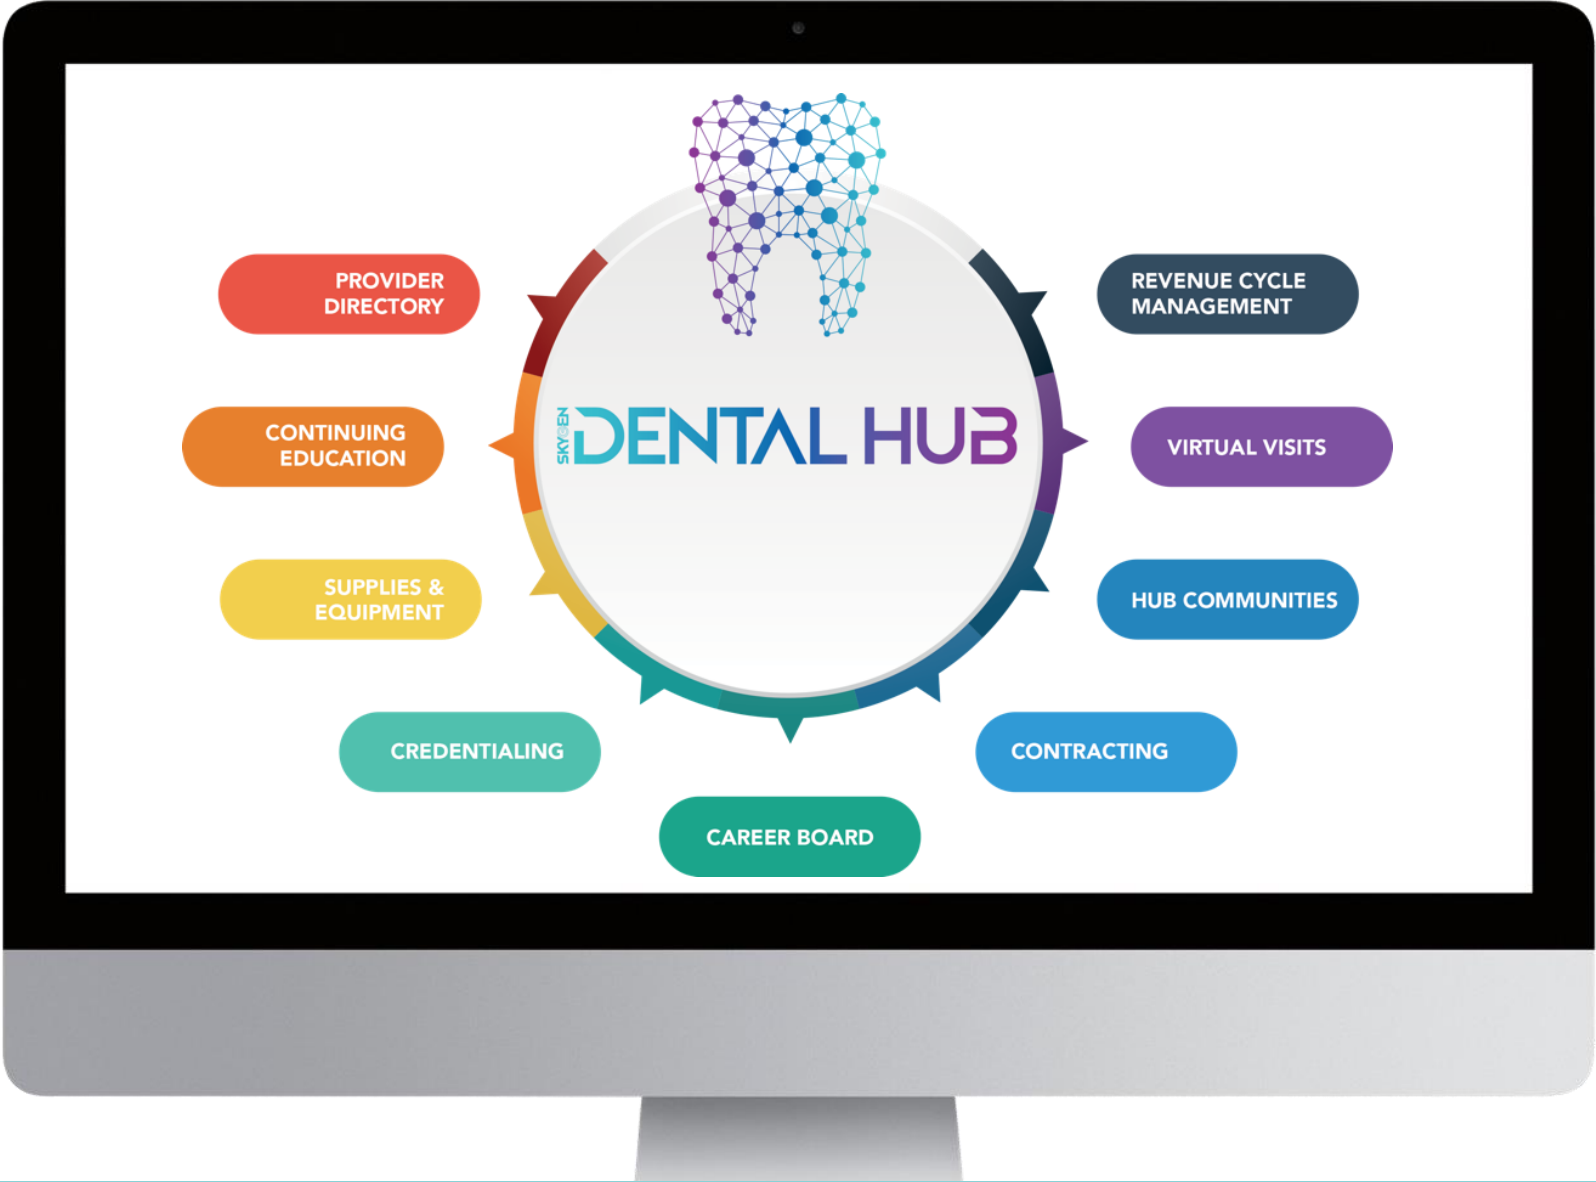 PROVIDER
DIRECTORY
CONTINUING
EDUCATION
SUPPLIES &
EQUIPMENT
CREDENTIALING
CAREER BOARD
CONTRACTING
HUB COMMUNITIES
VIRTUAL VISITS
REVENUE CYCLE
MANAGEMENT
SKYGEN
DENTAL HUB